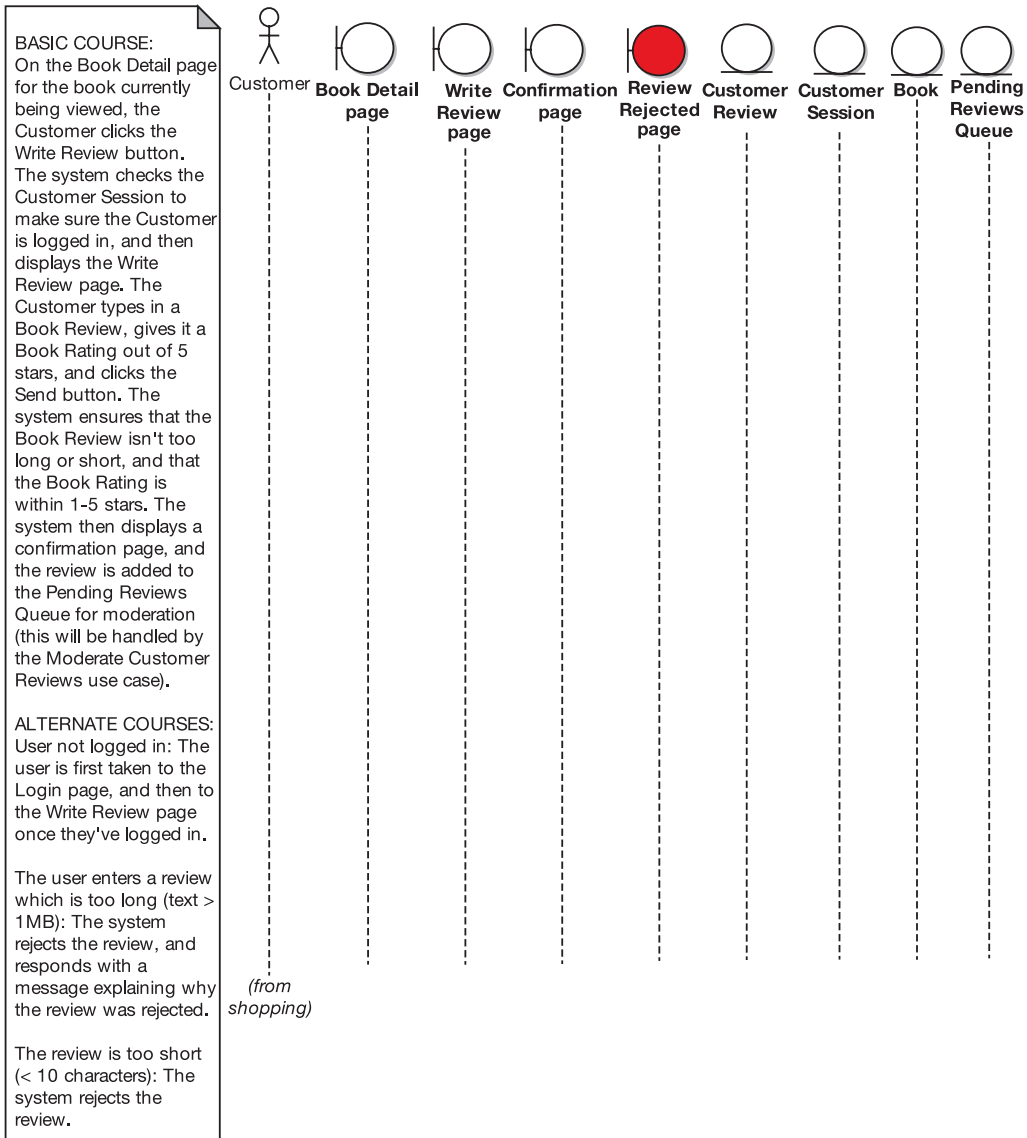 BASIC COURSE:
On the Book Detail page
for the book currently
being viewed, the
Customer clicks the
Write Review button.
The system checks the
Customer Session to
make sure the Customer
is logged in, and then
displays the Write
Review page. The
Customer types in a
Book Review, gives it a
Book Rating out of 5
stars, and clicks the
Send button. The
system ensures that the
Book Review isn't too
long or short, and that
the Book Rating is
within 1-5 stars. The
system then displays a
confirmation page, and
the review is added to
the Pending Reviews
Queue for moderation
(this will be handled by
the Moderate Customer
Reviews use case).
ALTERNATE COURSES:
User not logged in: The
user is first taken to the
Login page, and then to
the Write Review page
once they've logged in.
The user enters a review
which is too long (text >
1MB): The system
rejects the review, and
responds with a
message explaining why
the review was rejected.
The review is too short
(< 10 characters): The
system rejects the
review.
Customer
(from
shopping)
Book Detail
page
Write
Review
page
Confirmation
page
Review
Rejected
page
Customer
Review
Customer
Session
Book
Pending
Reviews
Queue